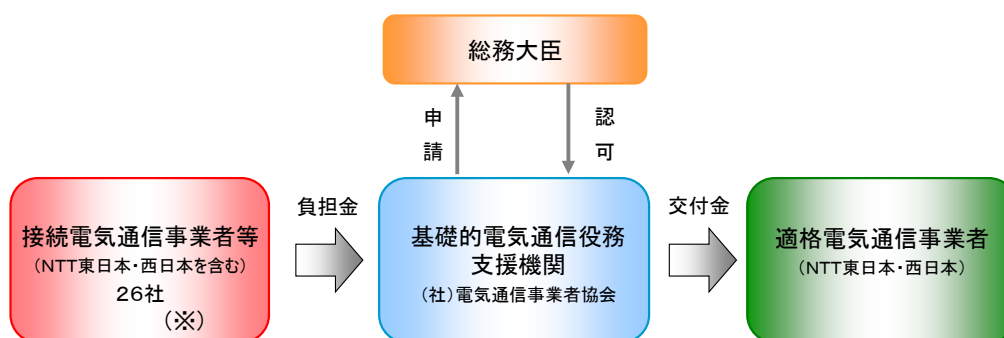 総務大臣
申請
認可
接続電気通信事業者等
(NTT東日本・西日本を含む)
26社
(※)
負担金
基礎的電気通信役務
支援機関
(社)電気通信事業者協会
交付金
適格電気通信事業者
(NTT東日本・西日本)